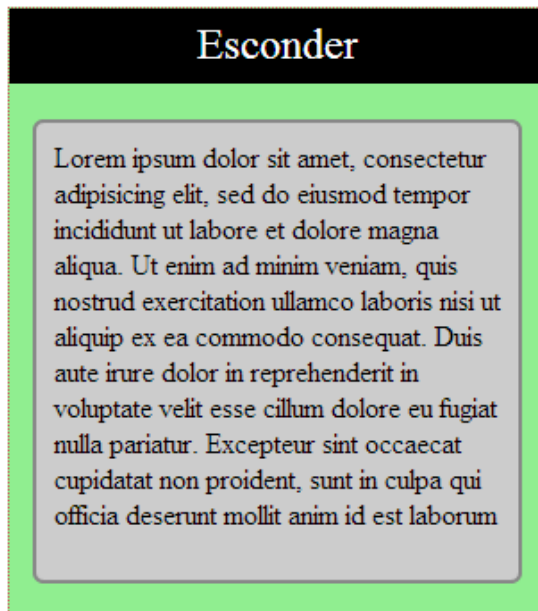 Esconder
Lorem ipsum dolor sit amet, consectetur
adipisicing elit, sed do eiusmod tempor
incididunt ut labore et dolore magna
aliqua. Ut enim ad minim veniam, quis
nostrud exercitation ullamco laboris nisi ut
aliquip ex ea commodo consequat. Duis
aute irure dolor in reprehenderit in
voluptate velit esse cillum dolore eu fugiat
nulla pariatur. Excepteur sint occaecat
cupidatat non proident, sunt in culpa qui
officia deserunt mollit anim id est laborum